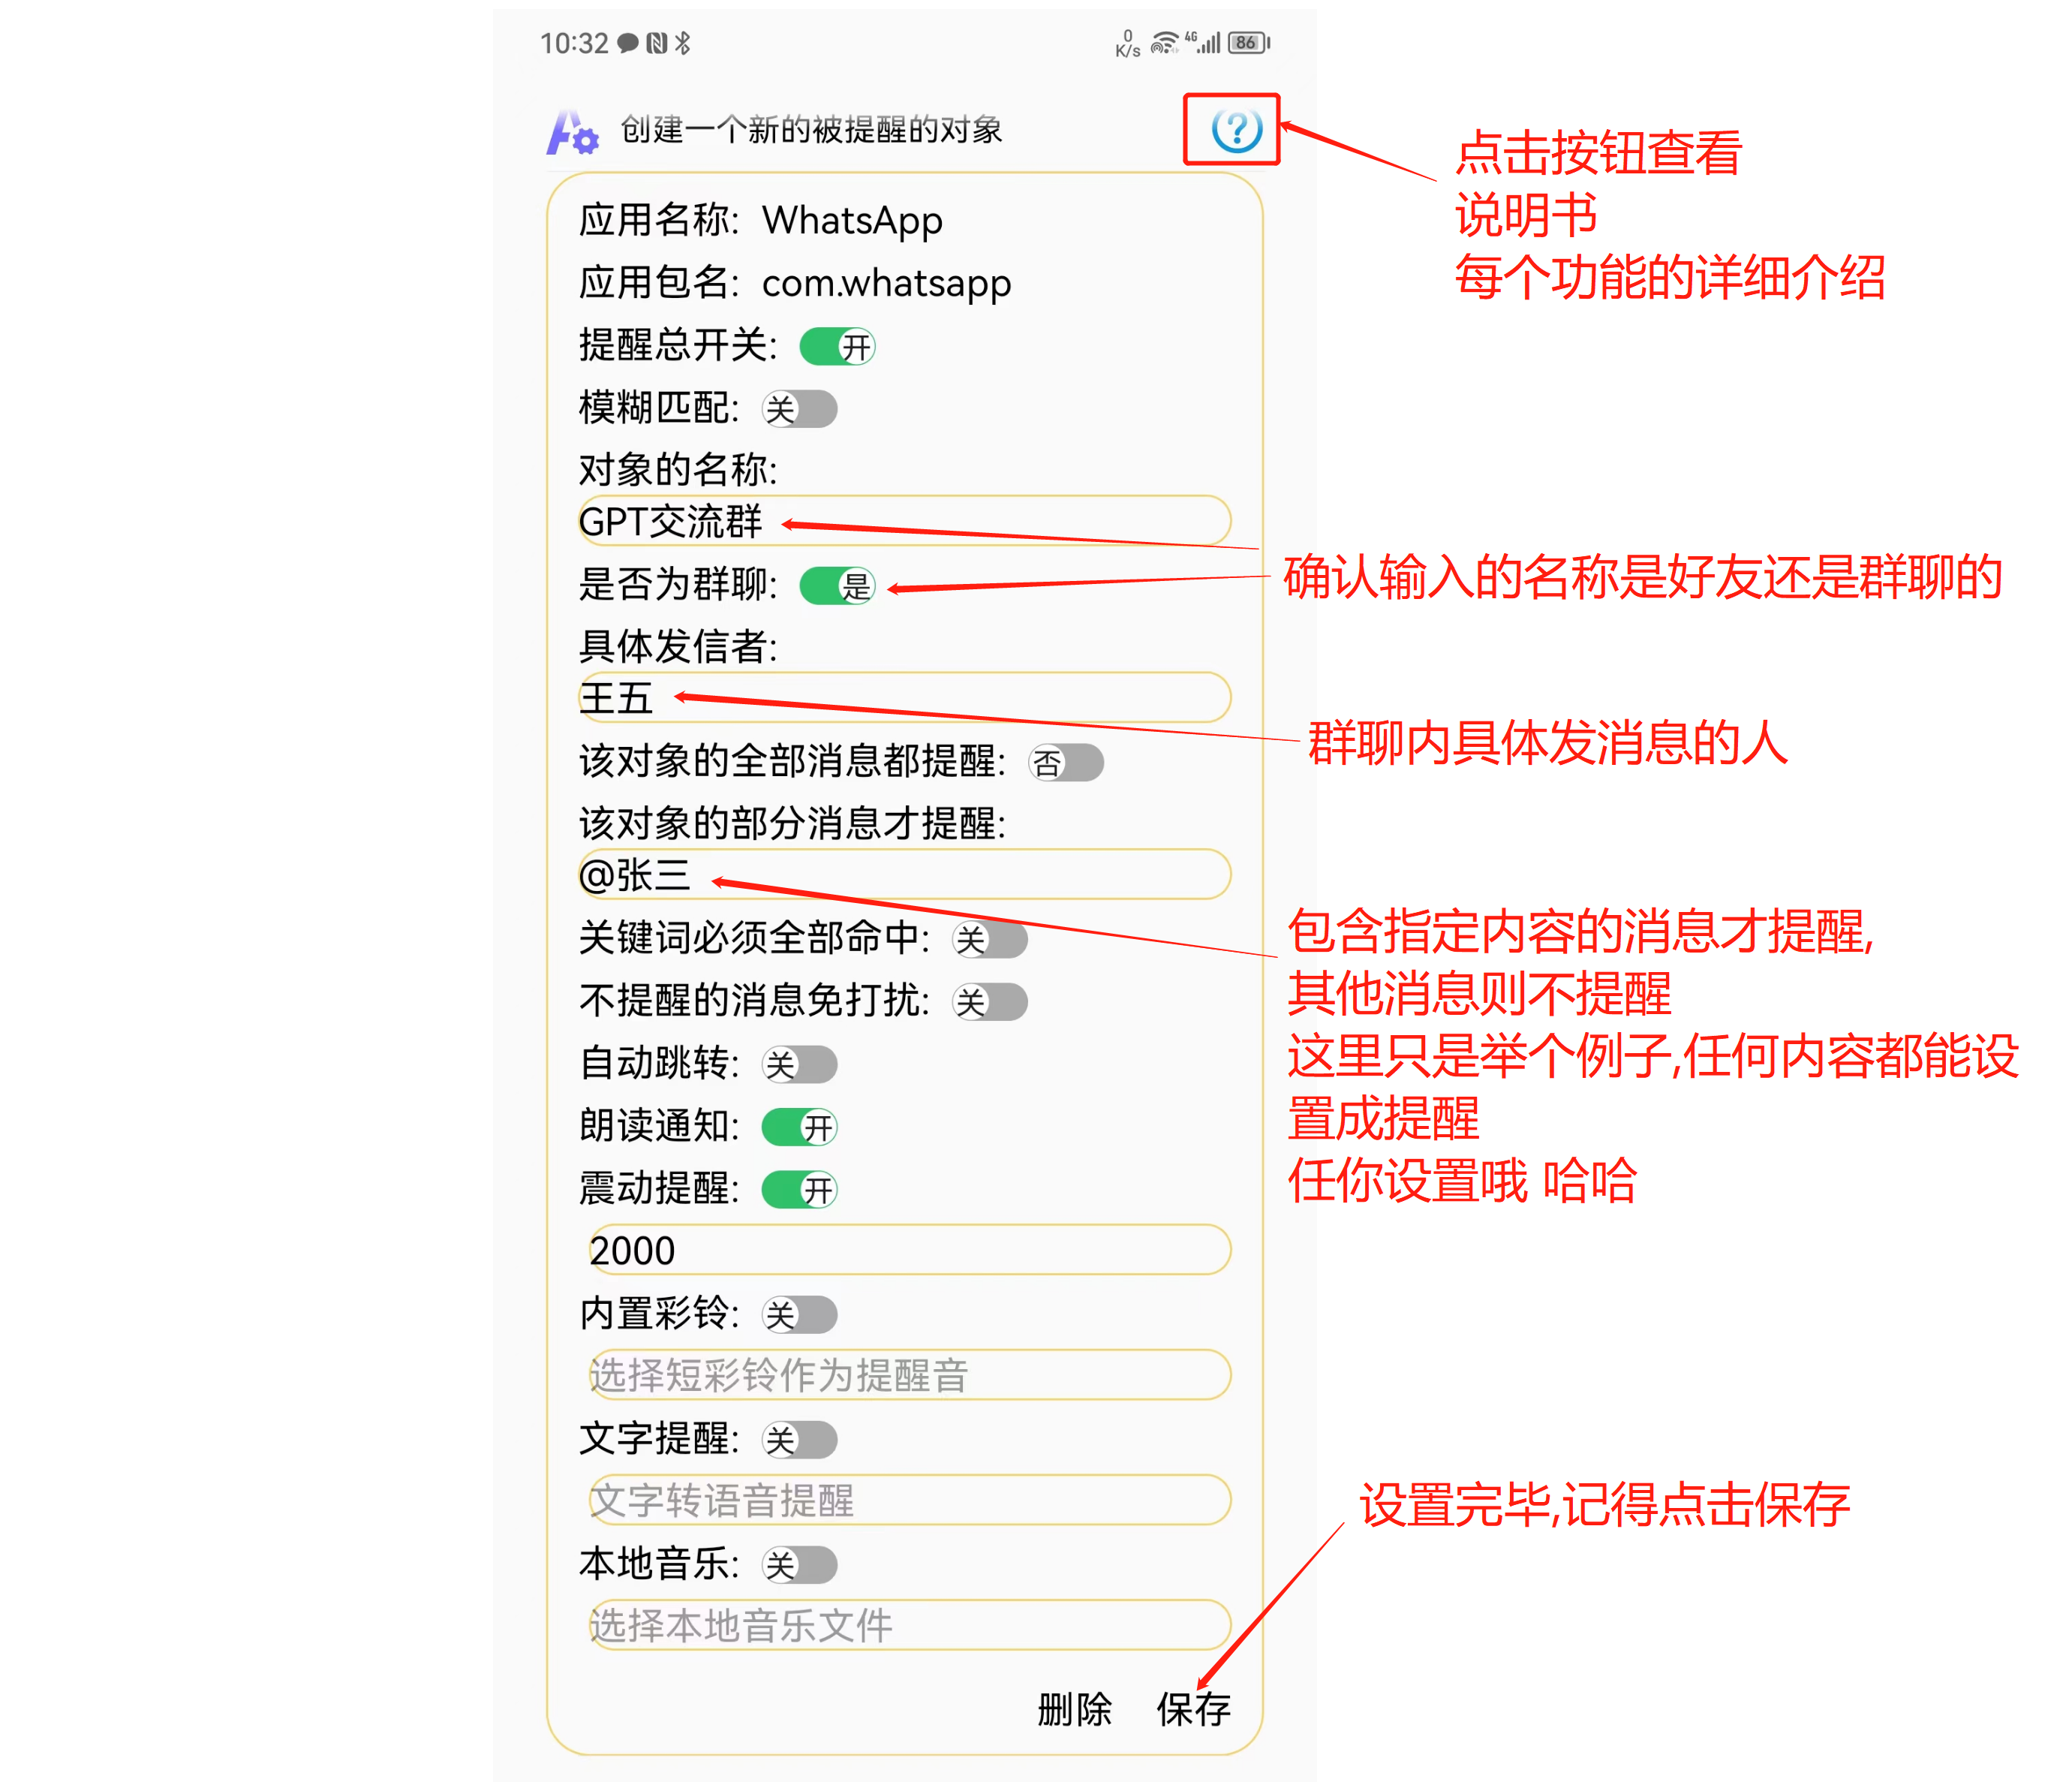 10:32
0
K/s
4G
86
创建一个新的被提醒的对象
点击按钮查看
说明书
每个功能的详细介绍
应用名称: WhatsApp
应用包名: com.whatsapp
提醒总开关: 开
模糊匹配: 关
对象的名称:
GPT交流群
确认输入的名称是好友还是群聊的
是否为群聊: 是
具体发信者:
王五
群聊内具体发消息的人
该对象的全部消息都提醒: 否
该对象的部分消息才提醒:
@张三
包含指定内容的消息才提醒,
其他消息则不提醒
这里只是举个例子,任何内容都能设
置成提醒
任你设置哦 哈哈
关键词必须全部命中: 关
不提醒的消息免打扰: 关
自动跳转: 关
朗读通知: 开
震动提醒: 开
2000
内置彩铃: 关
选择短彩铃作为提醒音
文字提醒: 关
文字转语音提醒
设置完毕,记得点击保存
本地音乐: 关
选择本地音乐文件
删除 保存